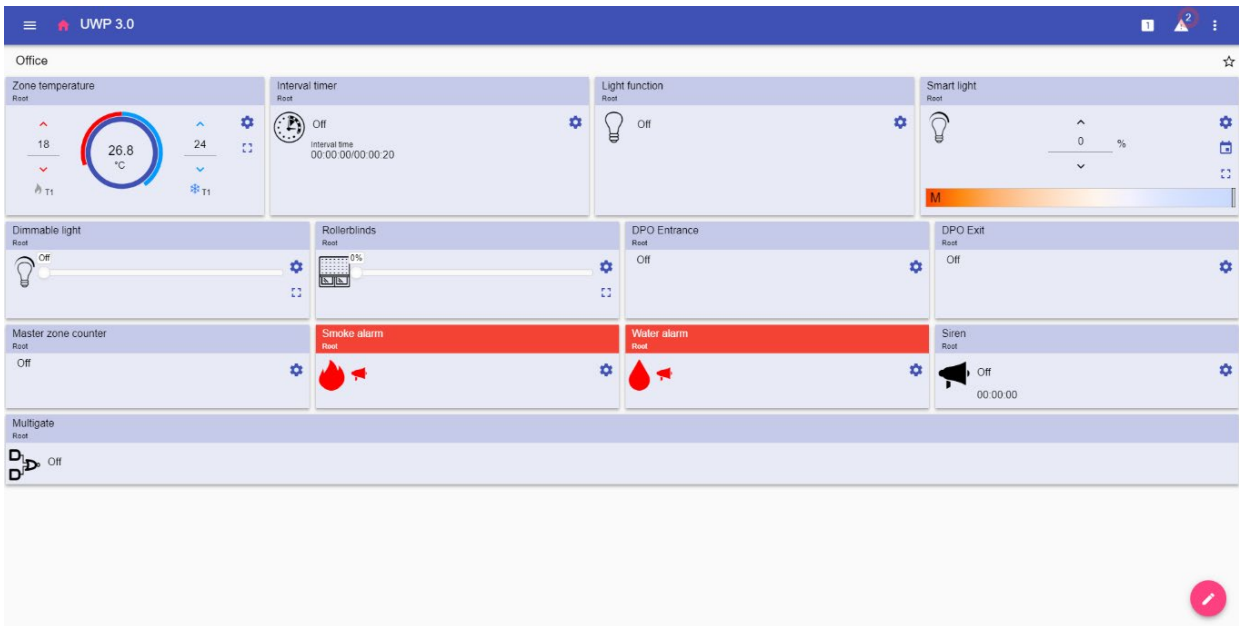 UWP 3.0
1
2
Office
Zone temperature
Root
18
26.8
°C
24
T1
T1
Interval timer
Root
Off
Interval time
00:00:00/00:00:20
Light function
Root
Off
Smart light
Root
0 %
M
Dimmable light
Root
Off
Rollerblinds
Root
0%
DPO Entrance
Root
Off
DPO Exit
Root
Off
Master zone counter
Root
Off
Smoke alarm
Root
Water alarm
Root
Siren
Root
Off
00:00:00
Multigate
Root
Off